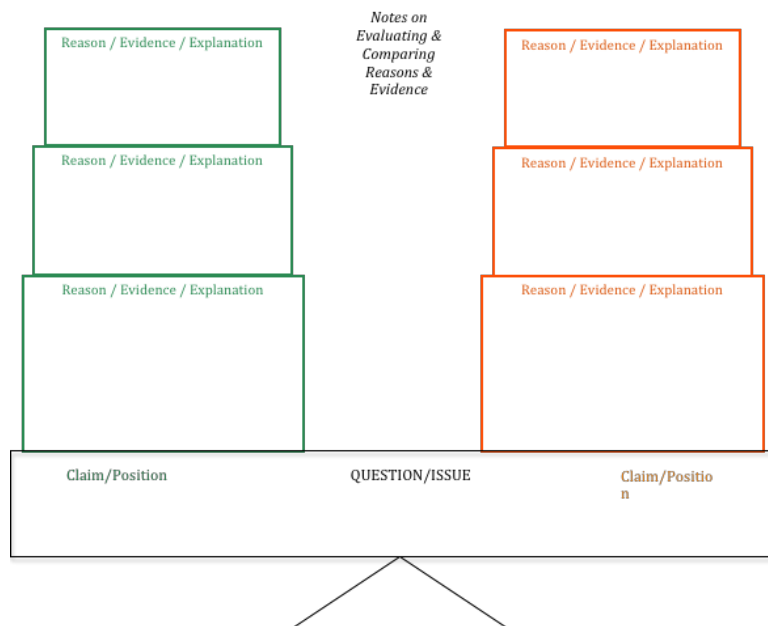 Notes on
Evaluating &
Comparing
Reasons &
Evidence
Reason / Evidence / Explanation
Reason / Evidence / Explanation
Reason / Evidence / Explanation
Reason / Evidence / Explanation
Reason / Evidence / Explanation
Reason / Evidence / Explanation
Claim/Position
QUESTION/ISSUE
Claim/Positio
n